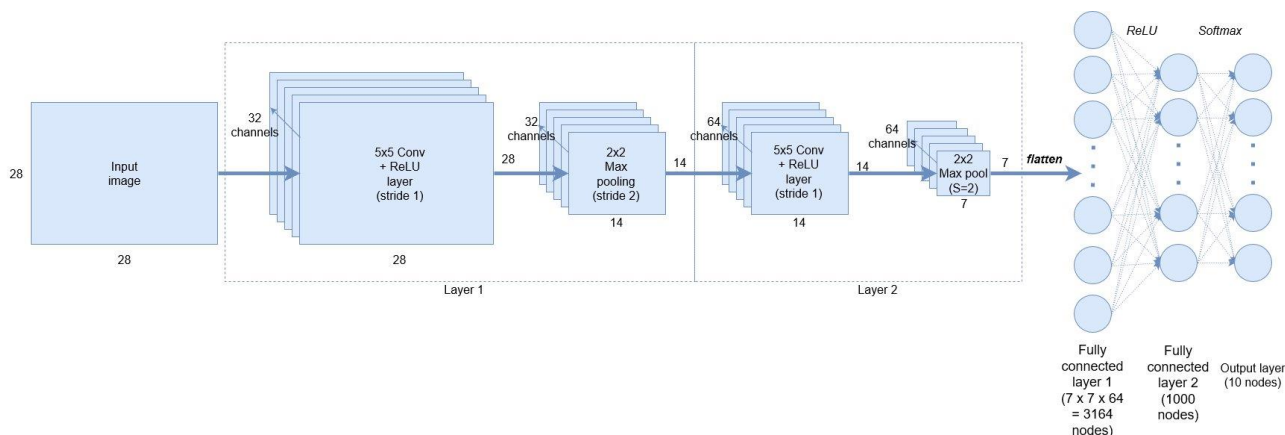 28
Input
image
28
32
channels
5x5 Conv
+ ReLU
layer
(stride 1)
28
28
32
channels
2x2
Max
pooling
(stride 2)
14
14
Layer 1
64
channels
5x5 Conv
+ ReLU
layer
(stride 1)
14
14
64
channels
2x2
Max pool
(S=2)
7
7
Layer 2
flatten
ReLU
Softmax
Fully
connected
layer 1
(7 x 7 x 64
= 3164
nodes)
Fully
connected
layer 2
(1000
nodes)
Output layer
(10 nodes)